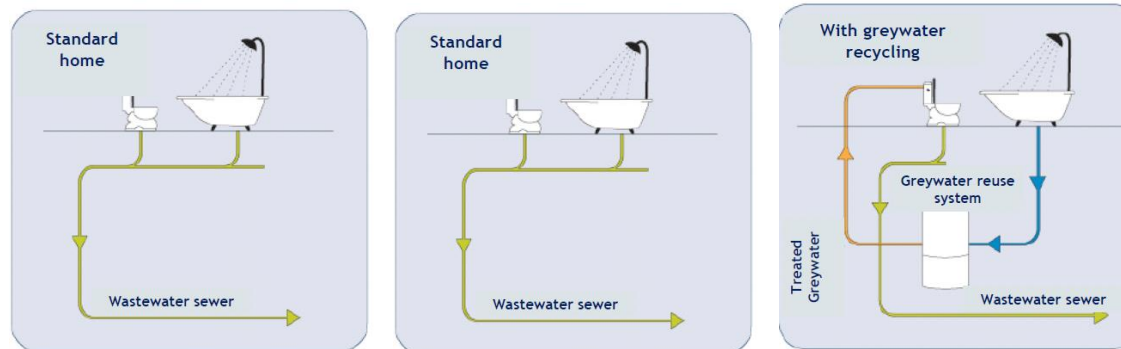 Standard
home
Wastewater sewer
Standard
home
Wastewater sewer
With greywater
recycling
Greywater reuse
system
Treated
Greywater
Wastewater sewer